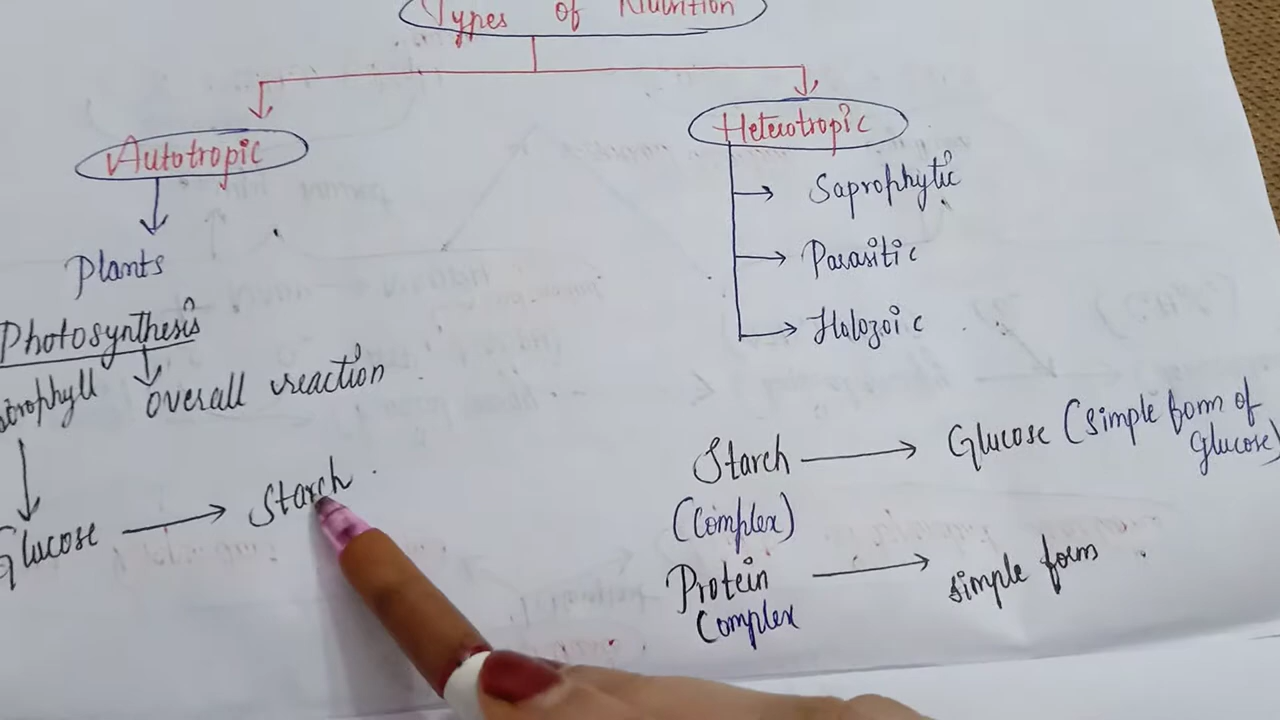 Types of Nutrition
Autotropic
Heterotropic
Plants
Photosynthesis
overall reaction
Glucose → Starch
Saprophytic
Parasitic
Holozoic
Starch → Glucose (Simple form of
Glucose)
(Complex)
Protein → simple form
Complex